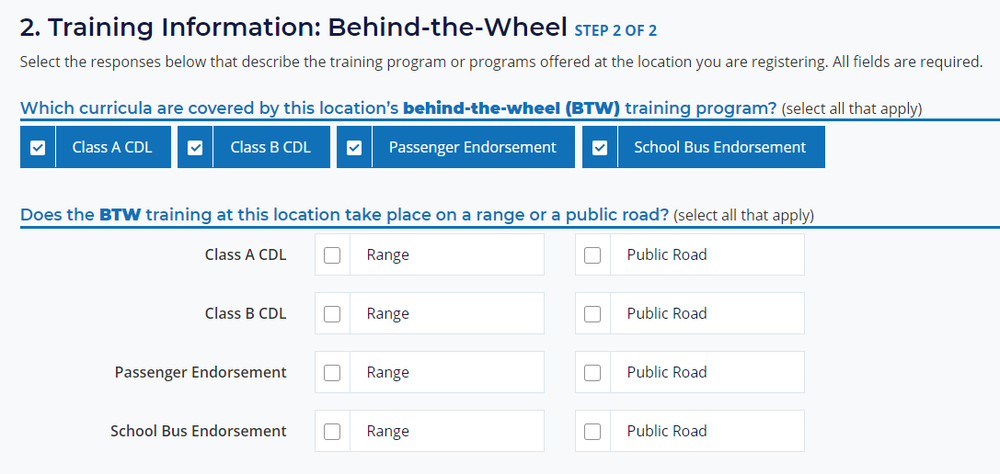 2. Training Information: Behind-the-Wheel STEP 2 OF 2
Select the responses below that describe the training program or programs offered at the location you are registering. All fields are required.
Which curricula are covered by this location's behind-the-wheel (BTW) training program? (select all that apply)
Class A CDL Class B CDL Passenger Endorsement School Bus Endorsement
Does the BTW training at this location take place on a range or a public road? (select all that apply)
Class A CDL Range Public Road
Class B CDL Range Public Road
Passenger Endorsement Range Public Road
School Bus Endorsement Range Public Road